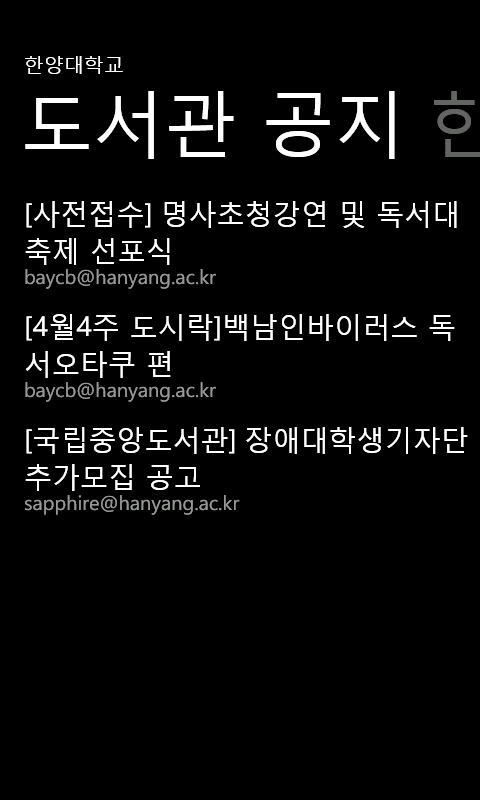 한양대학교
도서관 공지 한
[사전접수] 명사초청강연 및 독서대
축제 선포식
baycb@hanyang.ac.kr
[4월4주 도시락]백남인바이러스 독
서오타쿠 편
baycb@hanyang.ac.kr
[국립중앙도서관] 장애대학생기자단
추가모집 공고
sapphire@hanyang.ac.kr